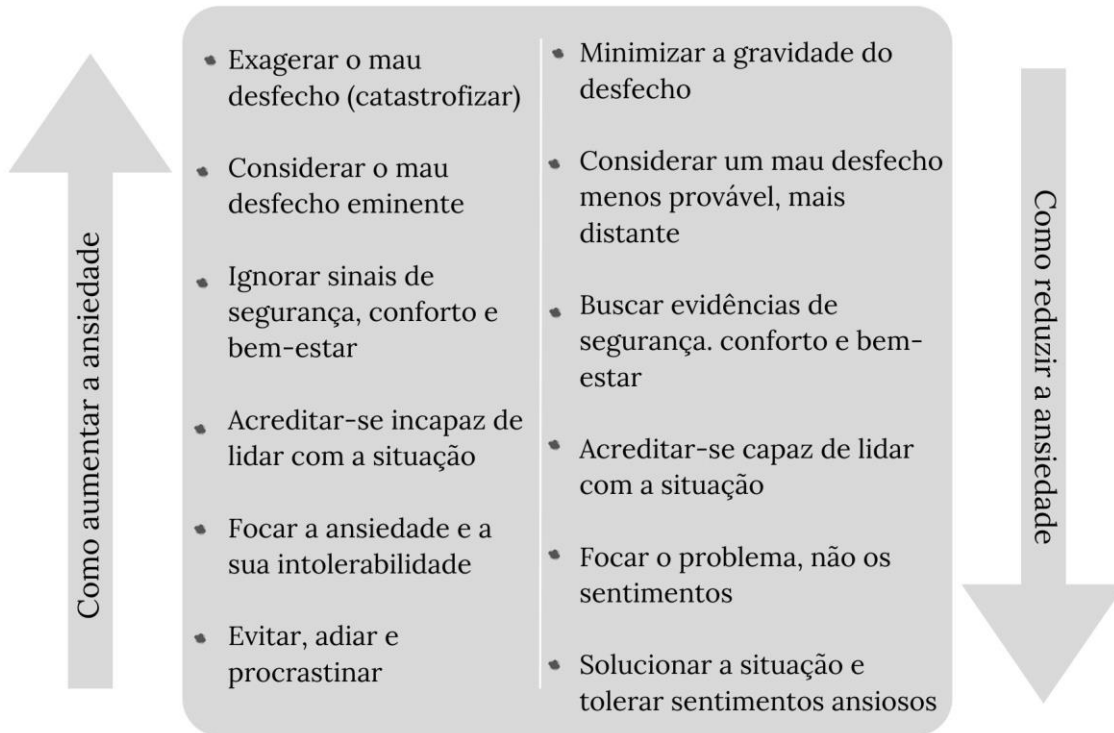 Como aumentar a ansiedade
Exagerar o mau
desfecho (catastrofizar)
Considerar o mau
desfecho eminente
Ignorar sinais de
segurança, conforto e
bem-estar
Acreditar-se incapaz de
lidar com a situação
Focar a ansiedade e a
sua intolerabilidade
Evitar, adiar e
procrastinar
Minimizar a gravidade do
desfecho
Considerar um mau desfecho
menos provável, mais
distante
Buscar evidências de
segurança. conforto e bem-
estar
Acreditar-se capaz de lidar
com a situação
Focar o problema, não os
sentimentos
Solucionar a situação e
tolerar sentimentos ansiosos
Como reduzir a ansiedade